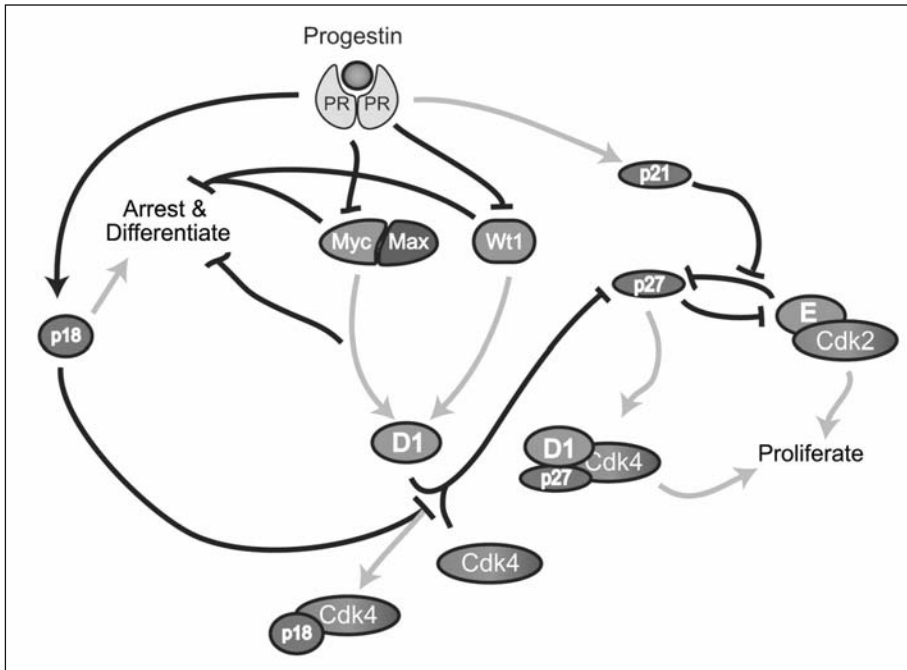 Progestin
PR PR
p21
Arrest &
Differentiate
Myc Max
Wt1
p27
E
Cdk2
p18
D1
D1
Cdk4
p27
Proliferate
Cdk4
Cdk4
p18